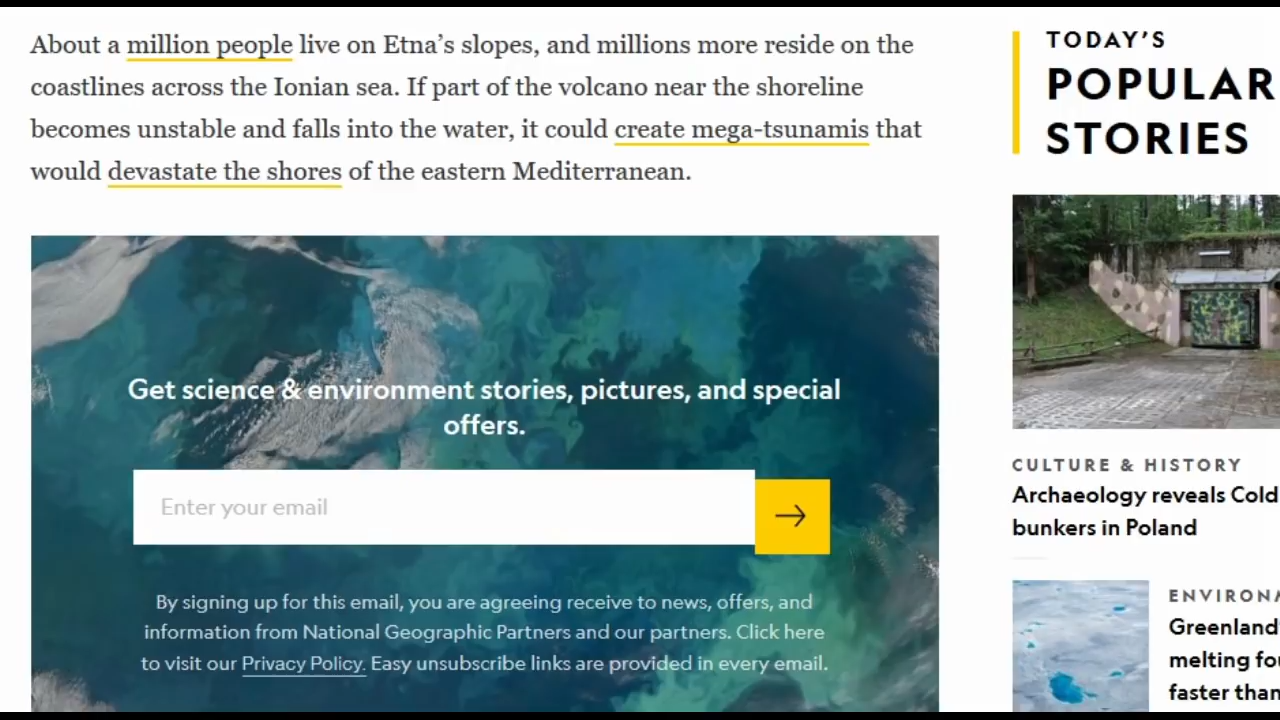 About a million people live on Etna’s slopes, and millions more reside on the
coastlines across the Ionian sea. If part of the volcano near the shoreline
becomes unstable and falls into the water, it could create mega-tsunamis that
would devastate the shores of the eastern Mediterranean.
Get science & environment stories, pictures, and special
offers.
Enter your email
By signing up for this email, you are agreeing receive to news, offers, and
information from National Geographic Partners and our partners. Click here
to visit our Privacy Policy. Easy unsubscribe links are provided in every email.
TODAY’S
POPULAR
STORIES
CULTURE & HISTORY
Archaeology reveals Cold
bunkers in Poland
Greenland
melting
faster than